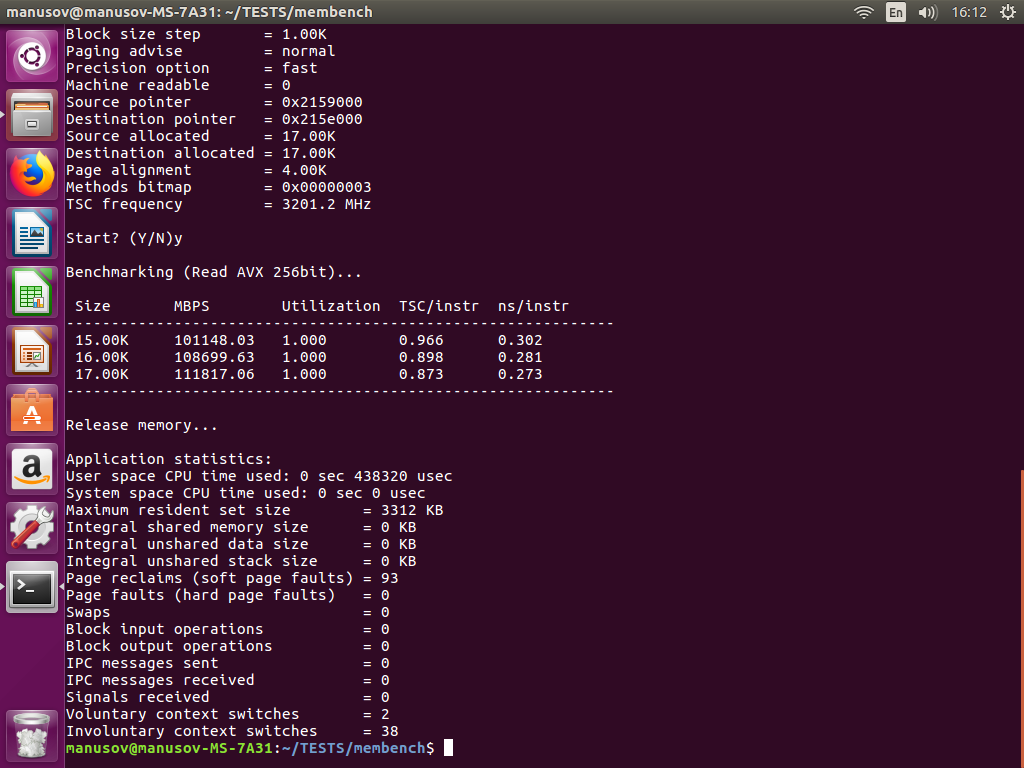 manusov@manusov-MS-7A31: ~/TESTS/membench En 16:12
Block size step       = 1.00K
Paging advise         = normal
Precision option      = fast
Machine readable      = 0
Source pointer        = 0x2159000
Destination pointer   = 0x215e000
Source allocated      = 17.00K
Destination allocated = 17.00K
Page alignment        = 4.00K
Methods bitmap        = 0x00000003
TSC frequency         = 3201.2 MHz
Start? (Y/N)y
Benchmarking (Read AVX 256bit)...
 Size       MBPS        Utilization  TSC/instr  ns/instr
-------------------------------------------------------------
 15.00K     101148.03   1.000        0.966      0.302
 16.00K     108699.63   1.000        0.898      0.281
 17.00K     111817.06   1.000        0.873      0.273
-------------------------------------------------------------
Release memory...
Application statistics:
User space CPU time used: 0 sec 438320 usec
System space CPU time used: 0 sec 0 usec
Maximum resident set size        = 3312 KB
Integral shared memory size      = 0 KB
Integral unshared data size      = 0 KB
Integral unshared stack size     = 0 KB
Page reclaims (soft page faults) = 93
Page faults (hard page faults)   = 0
Swaps                            = 0
Block input operations           = 0
Block output operations          = 0
IPC messages sent                = 0
IPC messages received            = 0
Signals received                 = 0
Voluntary context switches       = 2
Involuntary context switches     = 38
manusov@manusov-MS-7A31:~/TESTS/membench$